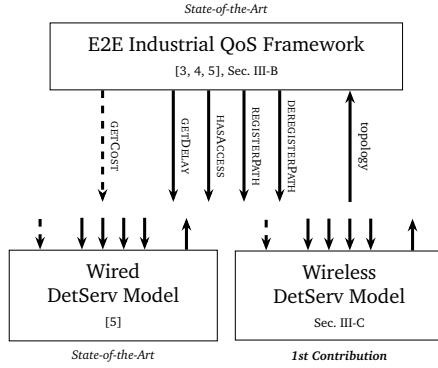 State-of-the-Art
E2E Industrial QoS Framework
[3, 4, 5], Sec. III-B
GETCOST
GETDELAY
HASACCESS
REGISTERPATH
DEREGISTERPATH
topology
Wired
DetServ Model
[5]
State-of-the-Art
Wireless
DetServ Model
Sec. III-C
1st Contribution